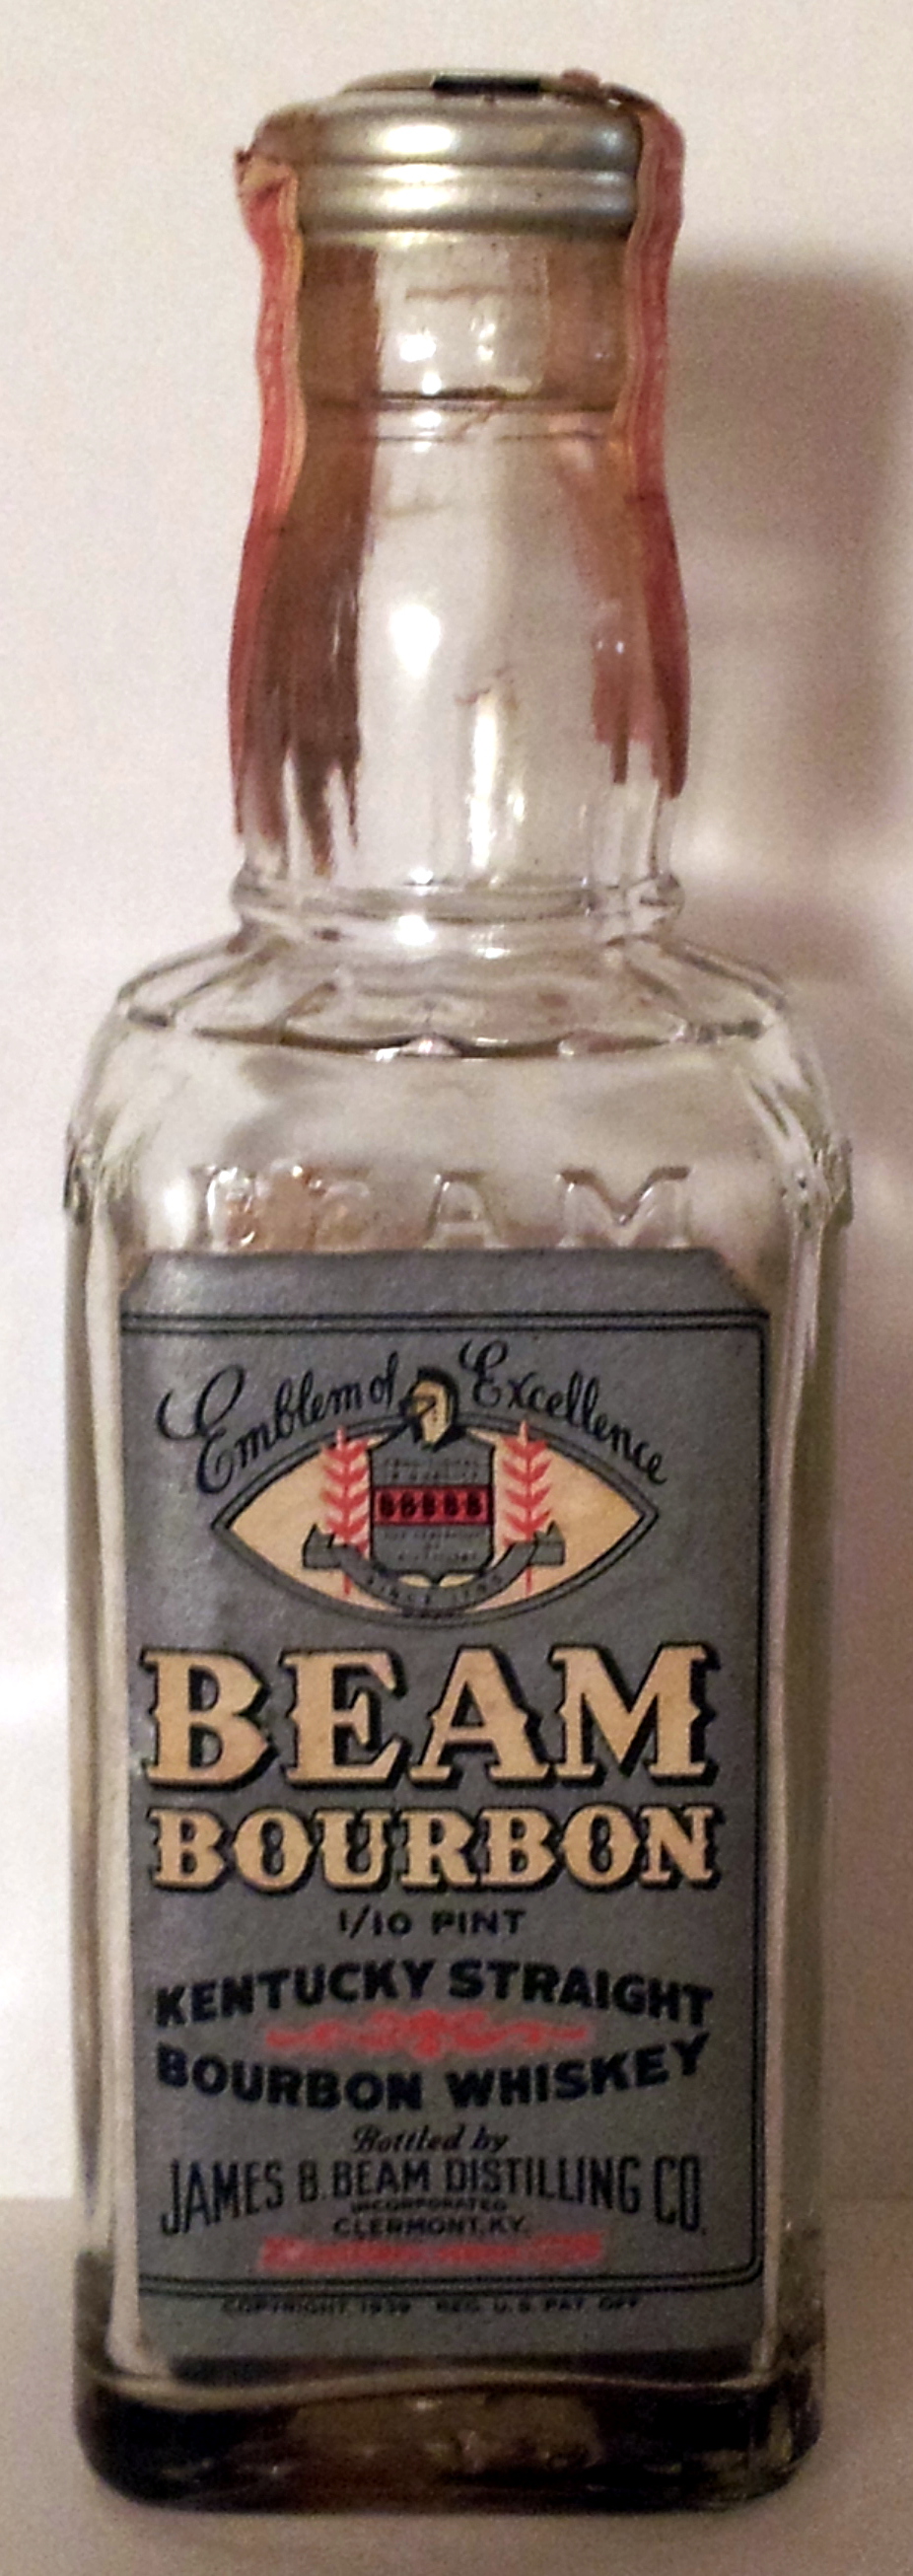 BEAM
Emblem of Excellence
BBBBB
BEAM
BOURBON
1/10 PINT
KENTUCKY STRAIGHT
BOURBON WHISKEY
Bottled by
JAMES B. BEAM DISTILLING CO.
INCORPORATED
CLERMONT, KY.
COPYRIGHT 1939 REG. U.S. PAT. OFF